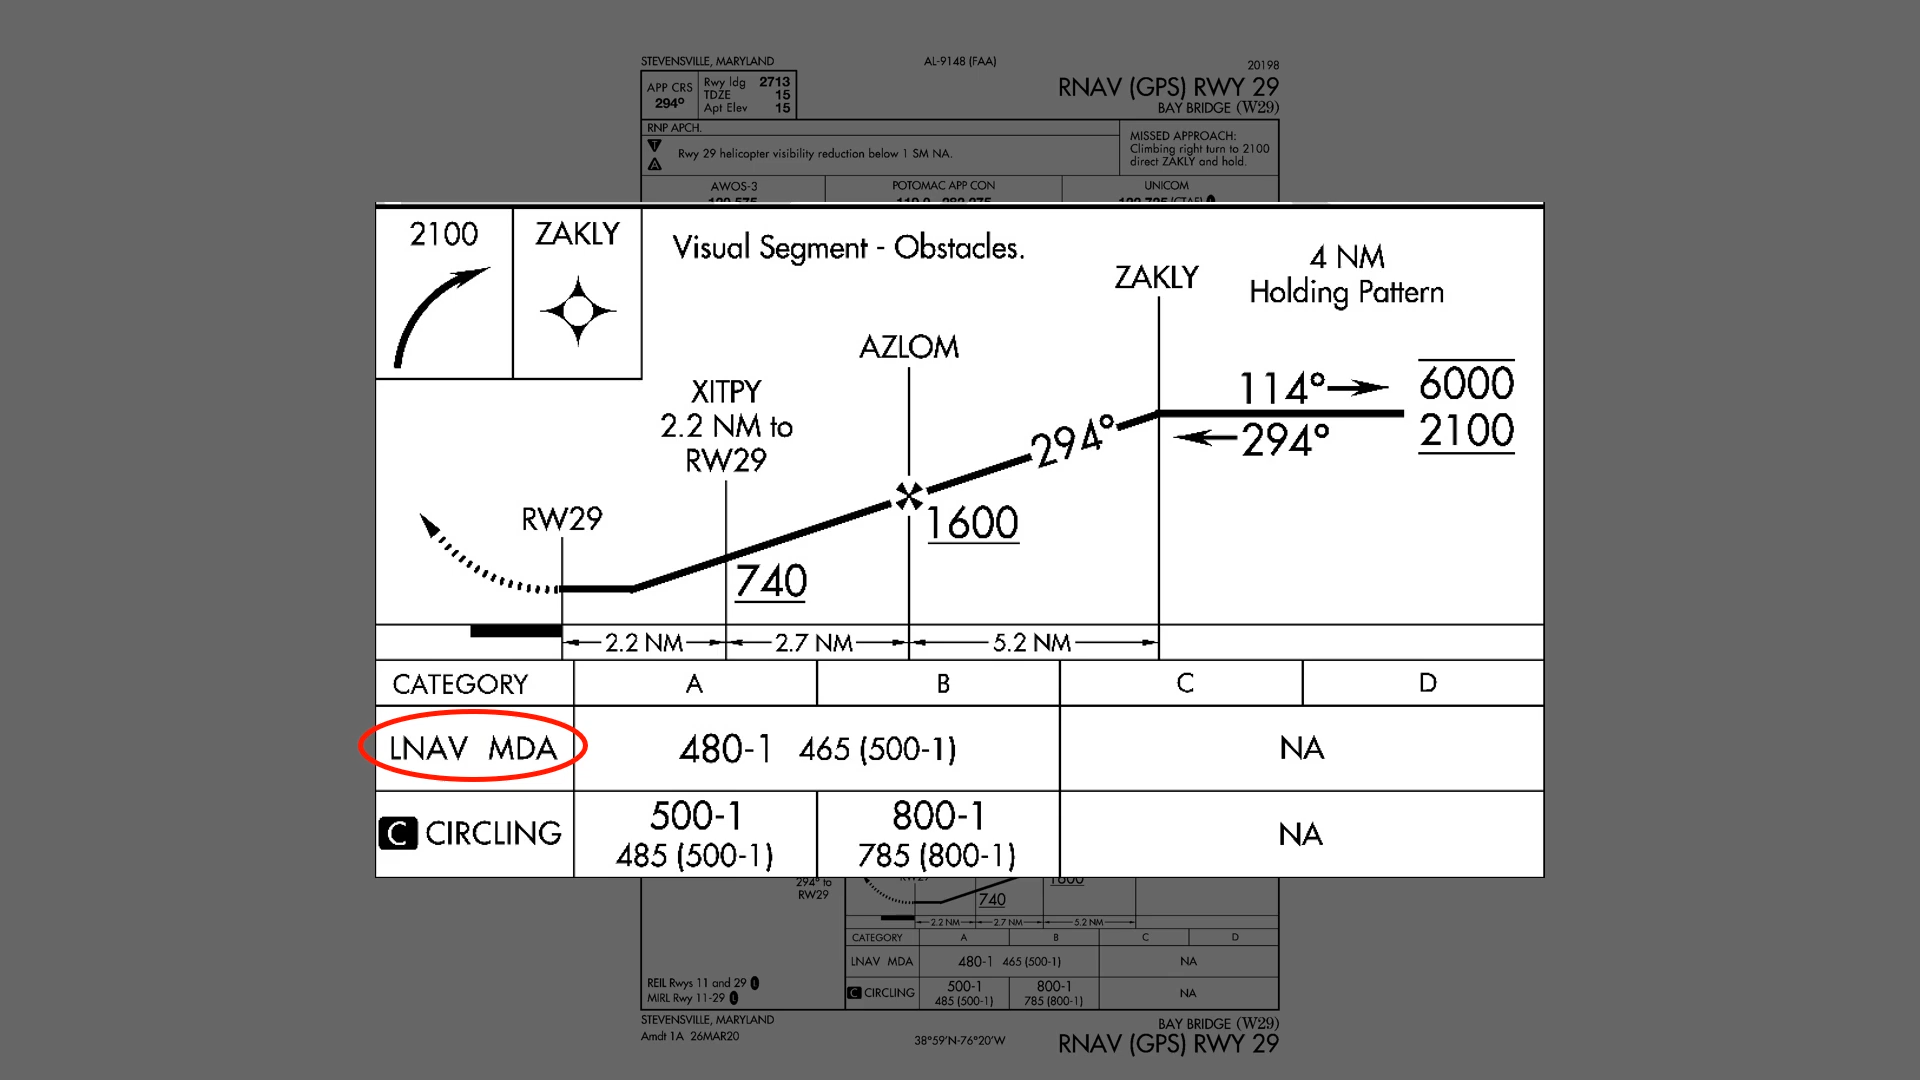 STEVENSVILLE, MARYLAND
AL-9148 (FAA)
20198
APP CRS
294°
Rwy ldg 2713
TDZE 15
Apt Elev 15
RNAV (GPS) RWY 29
BAY BRIDGE (W29)
RNP APCH.
T
A
Rwy 29 helicopter visibility reduction below 1 SM NA.
MISSED APPROACH:
Climbing right turn to 2100
direct ZAKLY and hold.
AWOS-3
POTOMAC APP CON
UNICOM
2100
ZAKLY
Visual Segment - Obstacles.
ZAKLY
4 NM
Holding Pattern
AZLOM
XITPY
2.2 NM to
RW29
114°
6000
294°
294°
2100
1600
RW29
740
2.2 NM
2.7 NM
5.2 NM
CATEGORY A B C D
LNAV MDA 480-1 465 (500-1) NA
C CIRCLING 500-1 800-1 NA
485 (500-1) 785 (800-1)
294° to
RW29
740
2.2 NM
2.7 NM
5.2 NM
CATEGORY A B C D
LNAV MDA 480-1 465 (500-1) NA
C CIRCLING 500-1 800-1 NA
485 (500-1) 785 (800-1)
REIL Rwys 11 and 29 L
MIRL Rwy 11-29 L
STEVENSVILLE, MARYLAND
Amdt 1A 26MAR20
38°59'N-76°20'W
BAY BRIDGE (W29)
RNAV (GPS) RWY 29